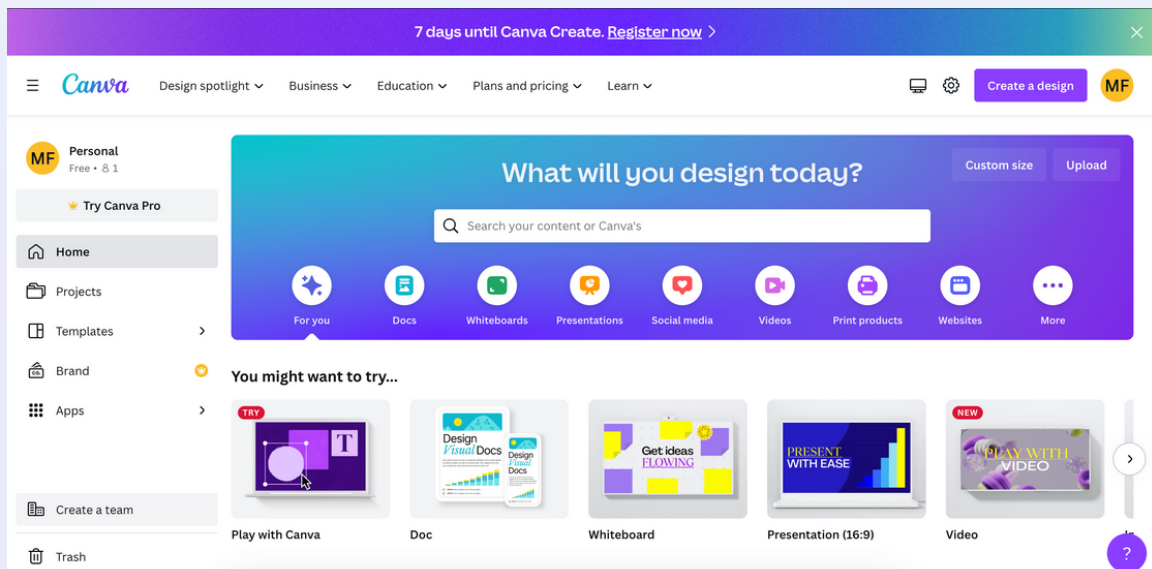 7 days until Canva Create. Register now
Canva
Design spotlight
Business
Education
Plans and pricing
Learn
Create a design
MF
MF
Personal
Free • 1
Try Canva Pro
Home
Projects
Templates
Brand
Apps
Create a team
Trash
What will you design today?
Custom size
Upload
Search your content or Canva's
For you
Docs
Whiteboards
Presentations
Social media
Videos
Print products
Websites
More
You might want to try...
TRY
T
Play with Canva
Design
Visual Docs
Design
Visual
Docs
Doc
Get ideas
FLOWING
Whiteboard
PRESENT
WITH EASE
Presentation (16:9)
NEW
PLAY WITH
VIDEO
Video
?